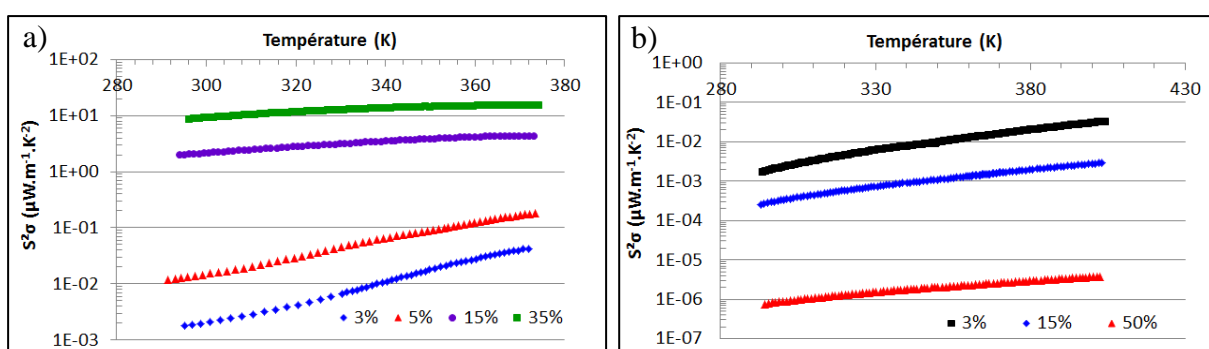 a)
Température (K)
1E+02
280 300 320 340 360 380
1E+01
1E+00
1E-01
1E-02
1E-03
S²σ (µW.m⁻¹.K⁻²)
3% 5% 15% 35%
b)
Température (K)
1E+00
280 330 380 430
1E-01
1E-02
1E-03
1E-04
1E-05
1E-06
1E-07
S²σ (µW.m⁻¹.K⁻²)
3% 15% 50%